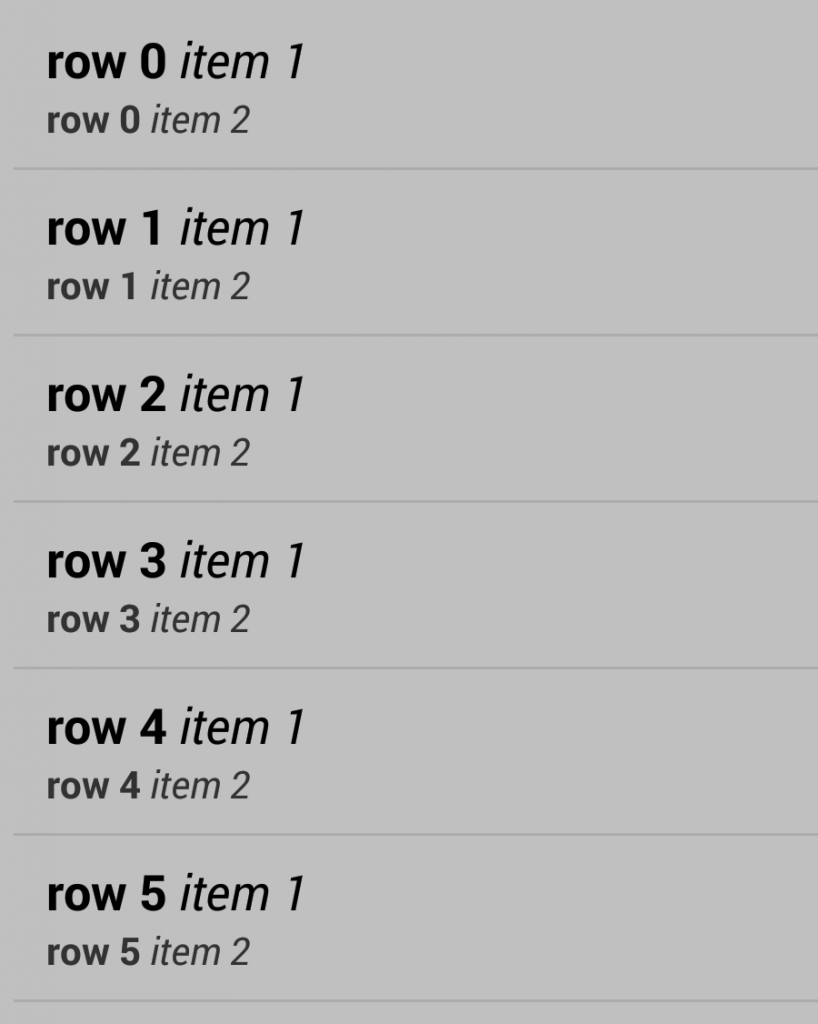 row 0 item 1
row 0 item 2
row 1 item 1
row 1 item 2
row 2 item 1
row 2 item 2
row 3 item 1
row 3 item 2
row 4 item 1
row 4 item 2
row 5 item 1
row 5 item 2